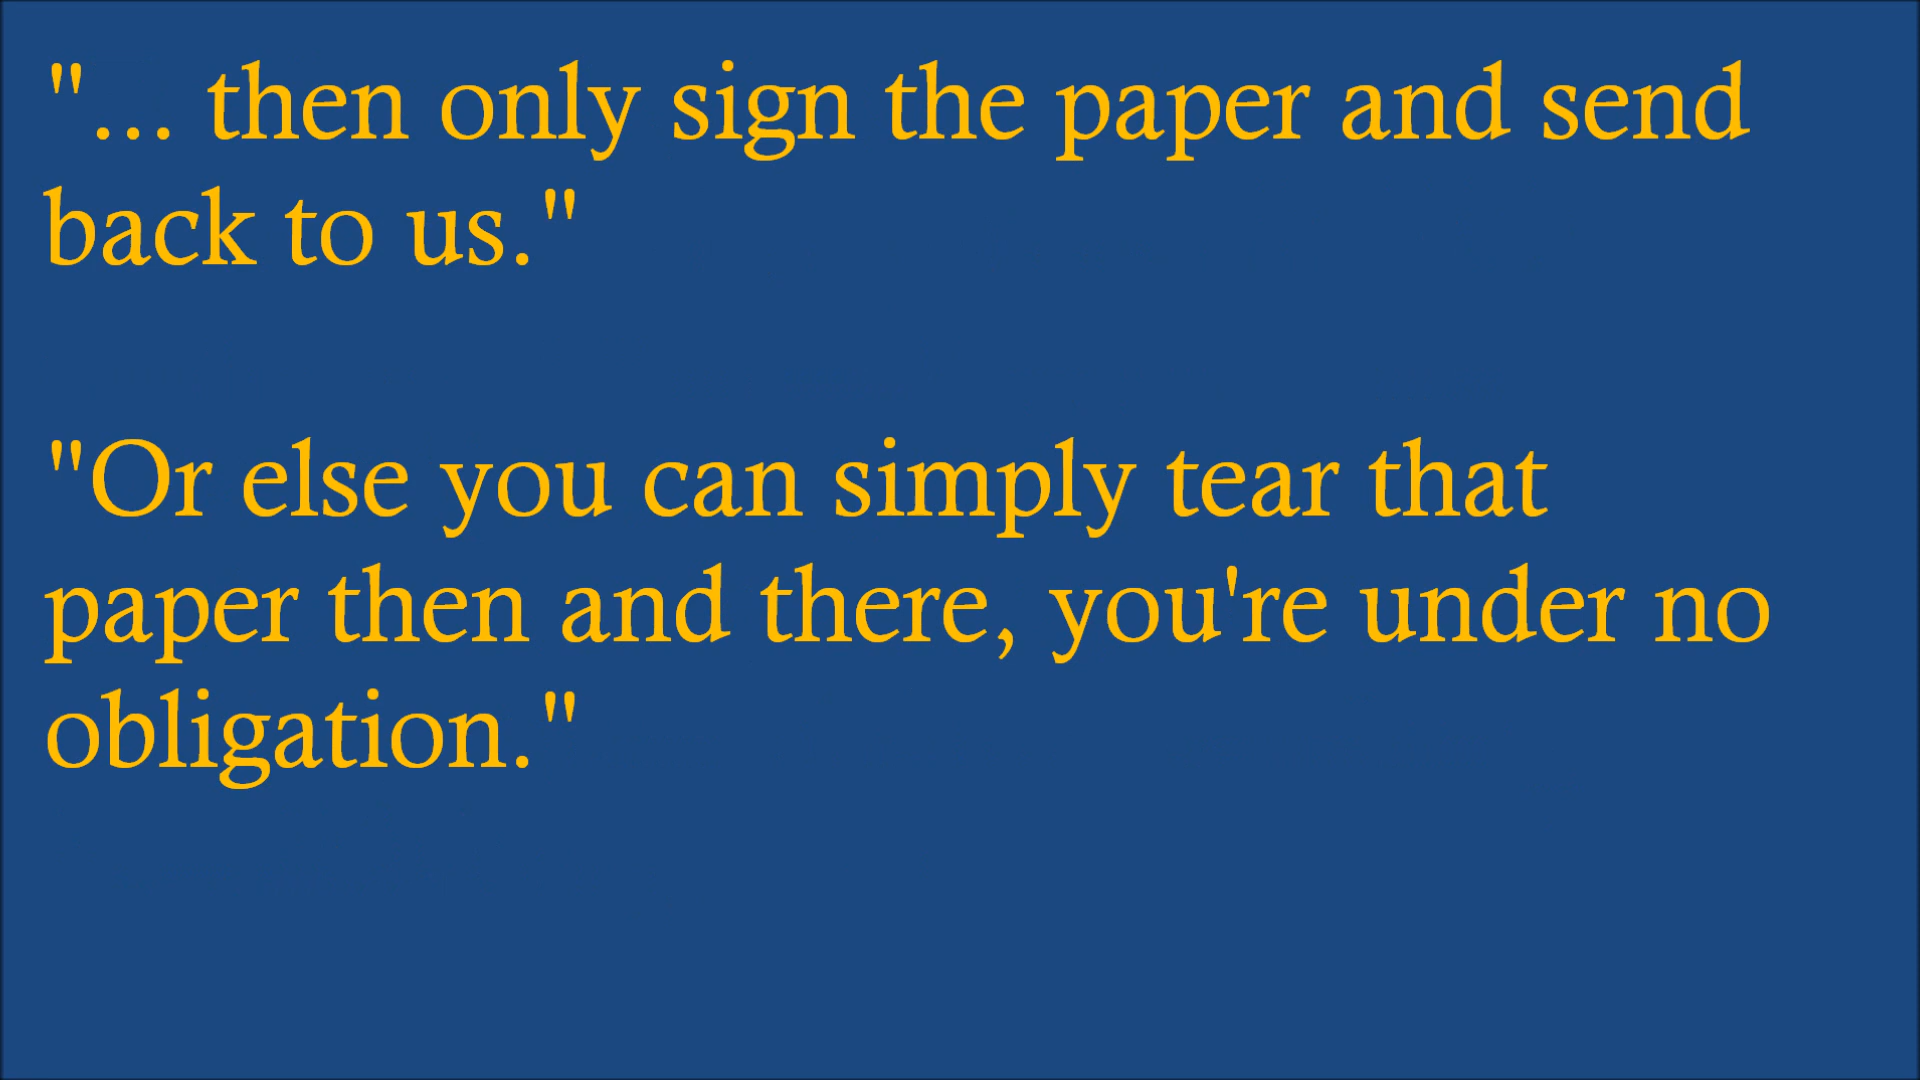 "... then only sign the paper and send
back to us."
"Or else you can simply tear that
paper then and there, you're under no
obligation."